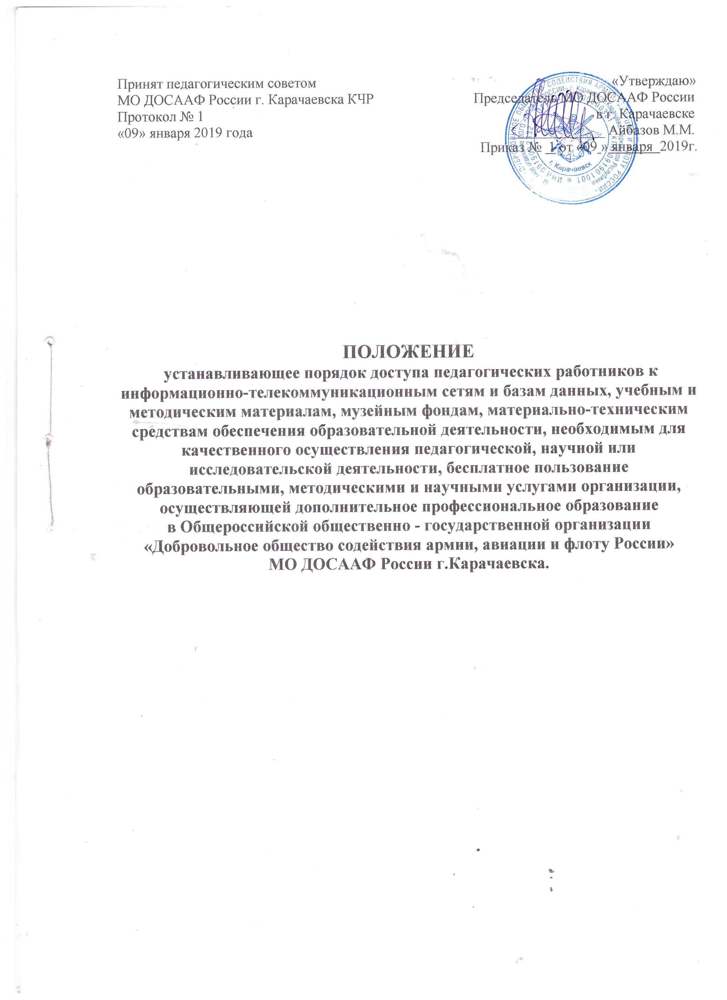 Принят педагогическим советом
МО ДОСААФ России г. Карачаевска КЧР
Протокол № 1
«09» января 2019 года
«Утверждаю»
Председатель МО ДОСААФ России
в г. Карачаевске
Айбазов М.М.
Приказ № 1 от «09 » января 2019г.
СОДЕЙСТВИЯ
ИНН
КПП 091901001
г. Карачаевск
ПОЛОЖЕНИЕ
устанавливающее порядок доступа педагогических работников к
информационно-телекоммуникационным сетям и базам данных, учебным и
методическим материалам, музейным фондам, материально-техническим
средствам обеспечения образовательной деятельности, необходимым для
качественного осуществления педагогической, научной или
исследовательской деятельности, бесплатное пользование
образовательными, методическими и научными услугами организации,
осуществляющей дополнительное профессиональное образование
в Общероссийской общественно - государственной организации
«Добровольное общество содействия армии, авиации и флоту России»
МО ДОСААФ России г.Карачаевска.